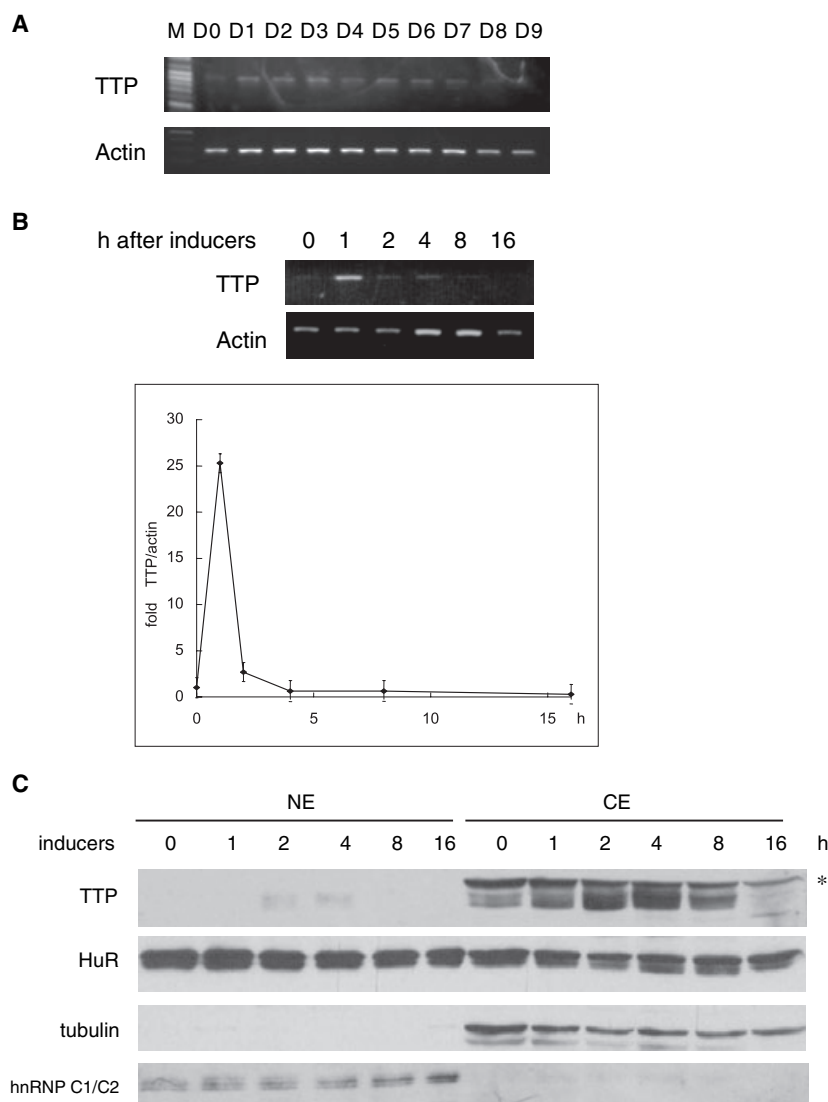 A
M D0 D1 D2 D3 D4 D5 D6 D7 D8 D9
TTP
Actin
B
h after inducers 0 1 2 4 8 16
TTP
Actin
fold TTP/actin
30
25
20
15
10
5
0
0 5 10 15 h
C
NE CE
inducers 0 1 2 4 8 16 0 1 2 4 8 16 h
TTP *
HuR
tubulin
hnRNP C1/C2